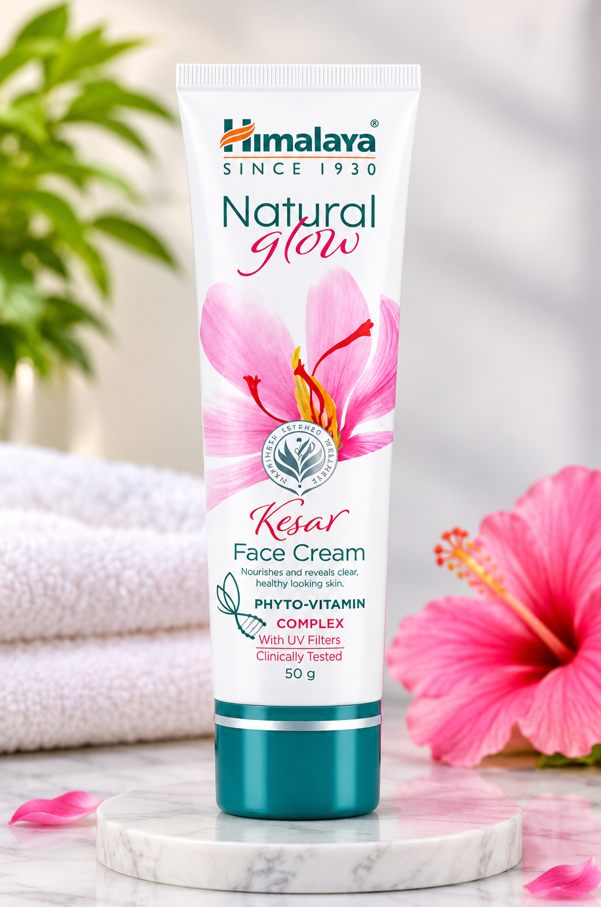 Himalaya®
SINCE 1930
Natural
glow
Kesar
Face Cream
Nourishes and reveals clear,
healthy looking skin.
PHYTO-VITAMIN
COMPLEX
With UV Filters
Clinically Tested
50 g